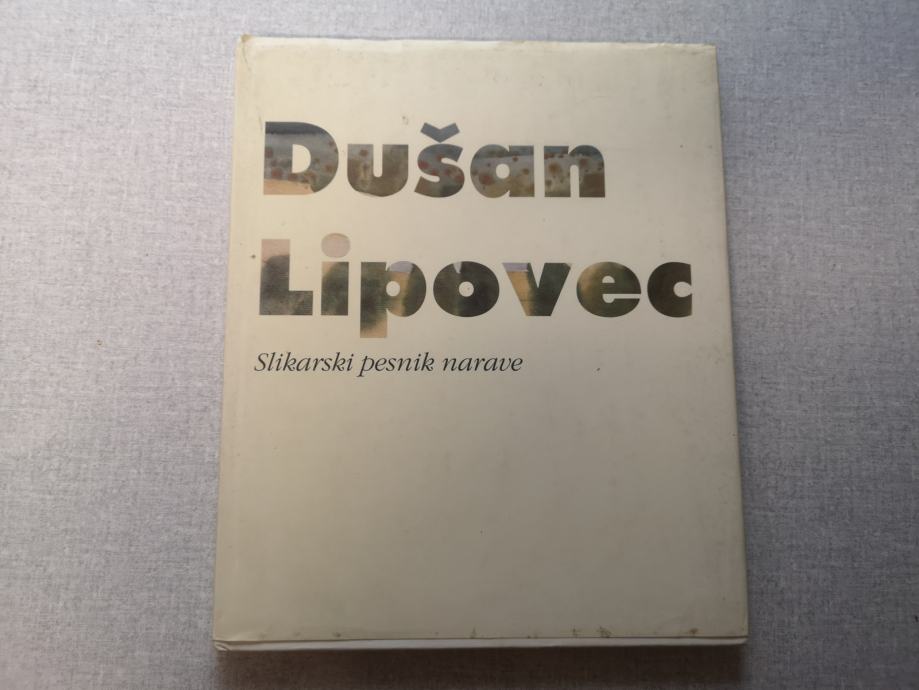 Dušan
Lipovec
Slikarski pesnik narave